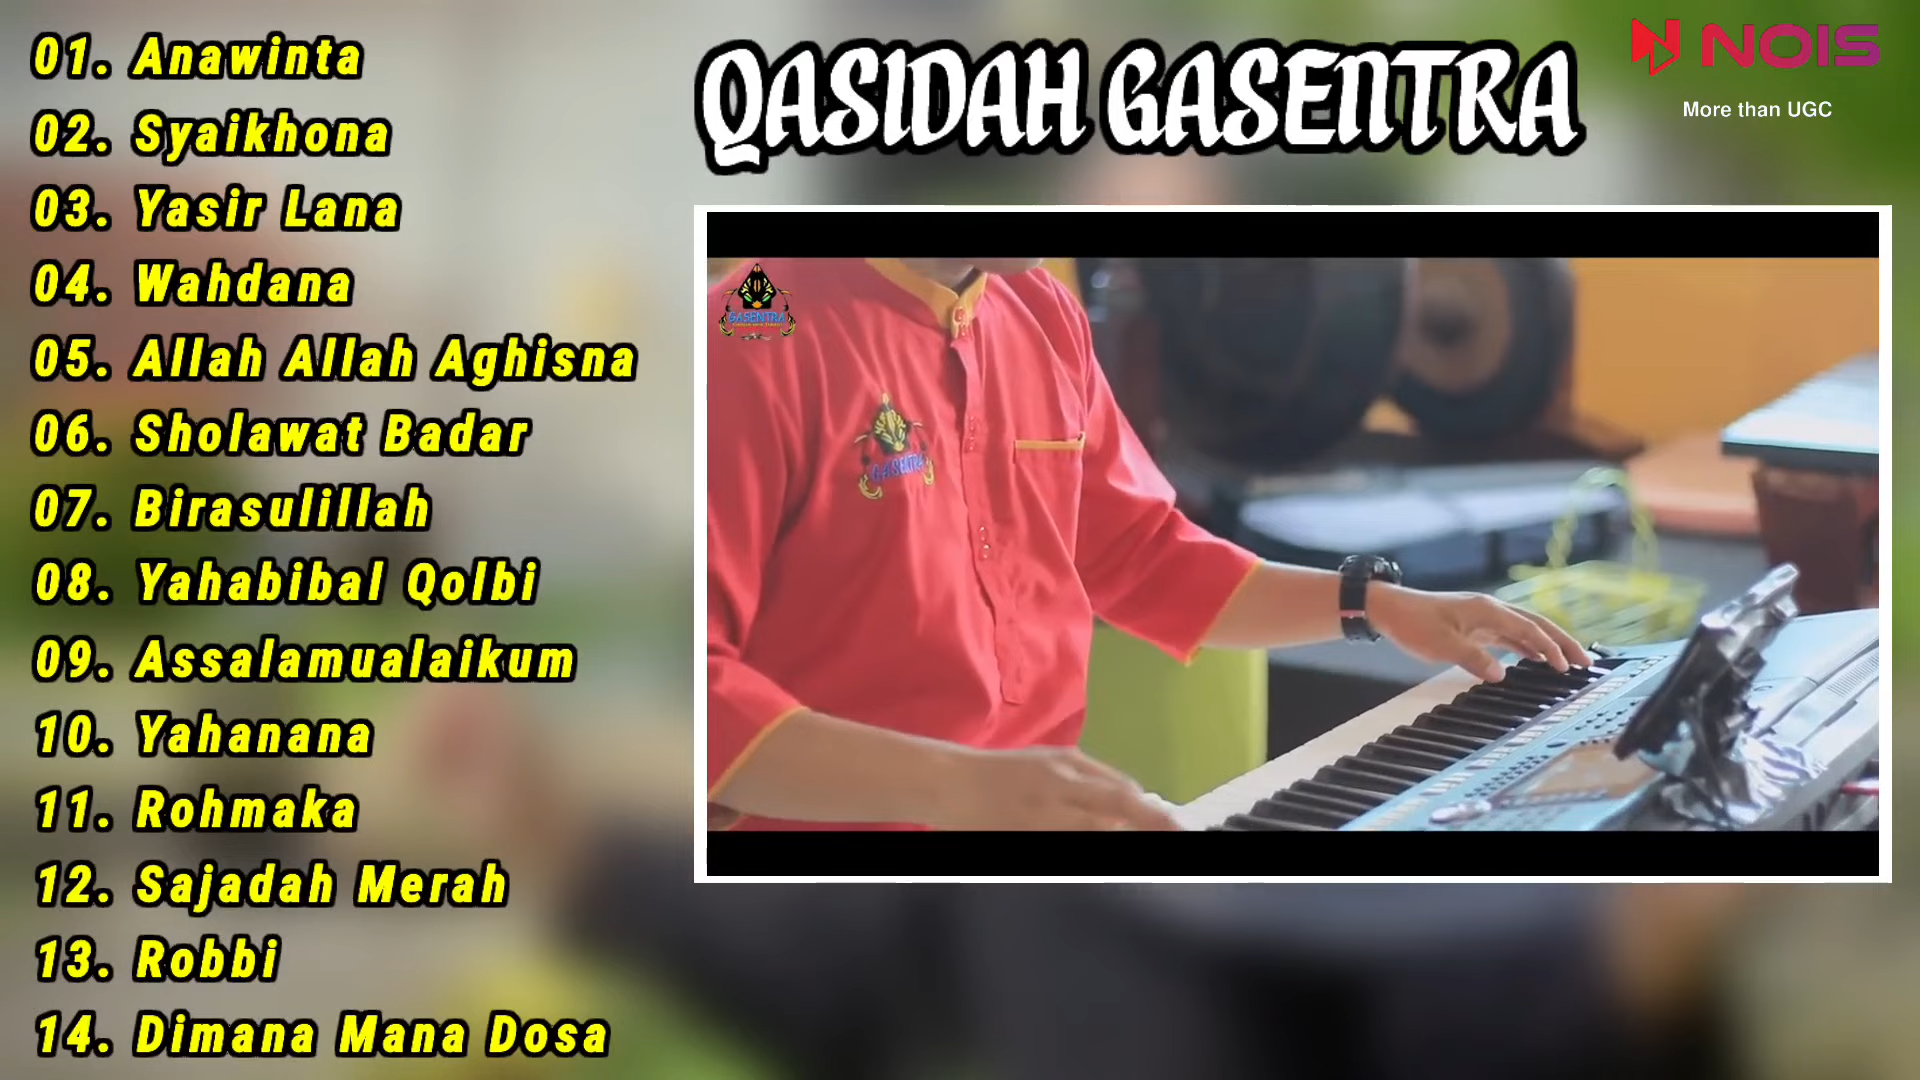 01. Anawinta
02. Syaikhona
03. Yasir Lana
04. Wahdana
05. Allah Allah Aghisna
06. Sholawat Badar
07. Birasulillah
08. Yahabibal Qolbi
09. Assalamualaikum
10. Yahanana
11. Rohmaka
12. Sajadah Merah
13. Robbi
14. Dimana Mana Dosa
QASIDAH GASENTRA
NOIS
More than UGC
GASENTRA
GASENTRA